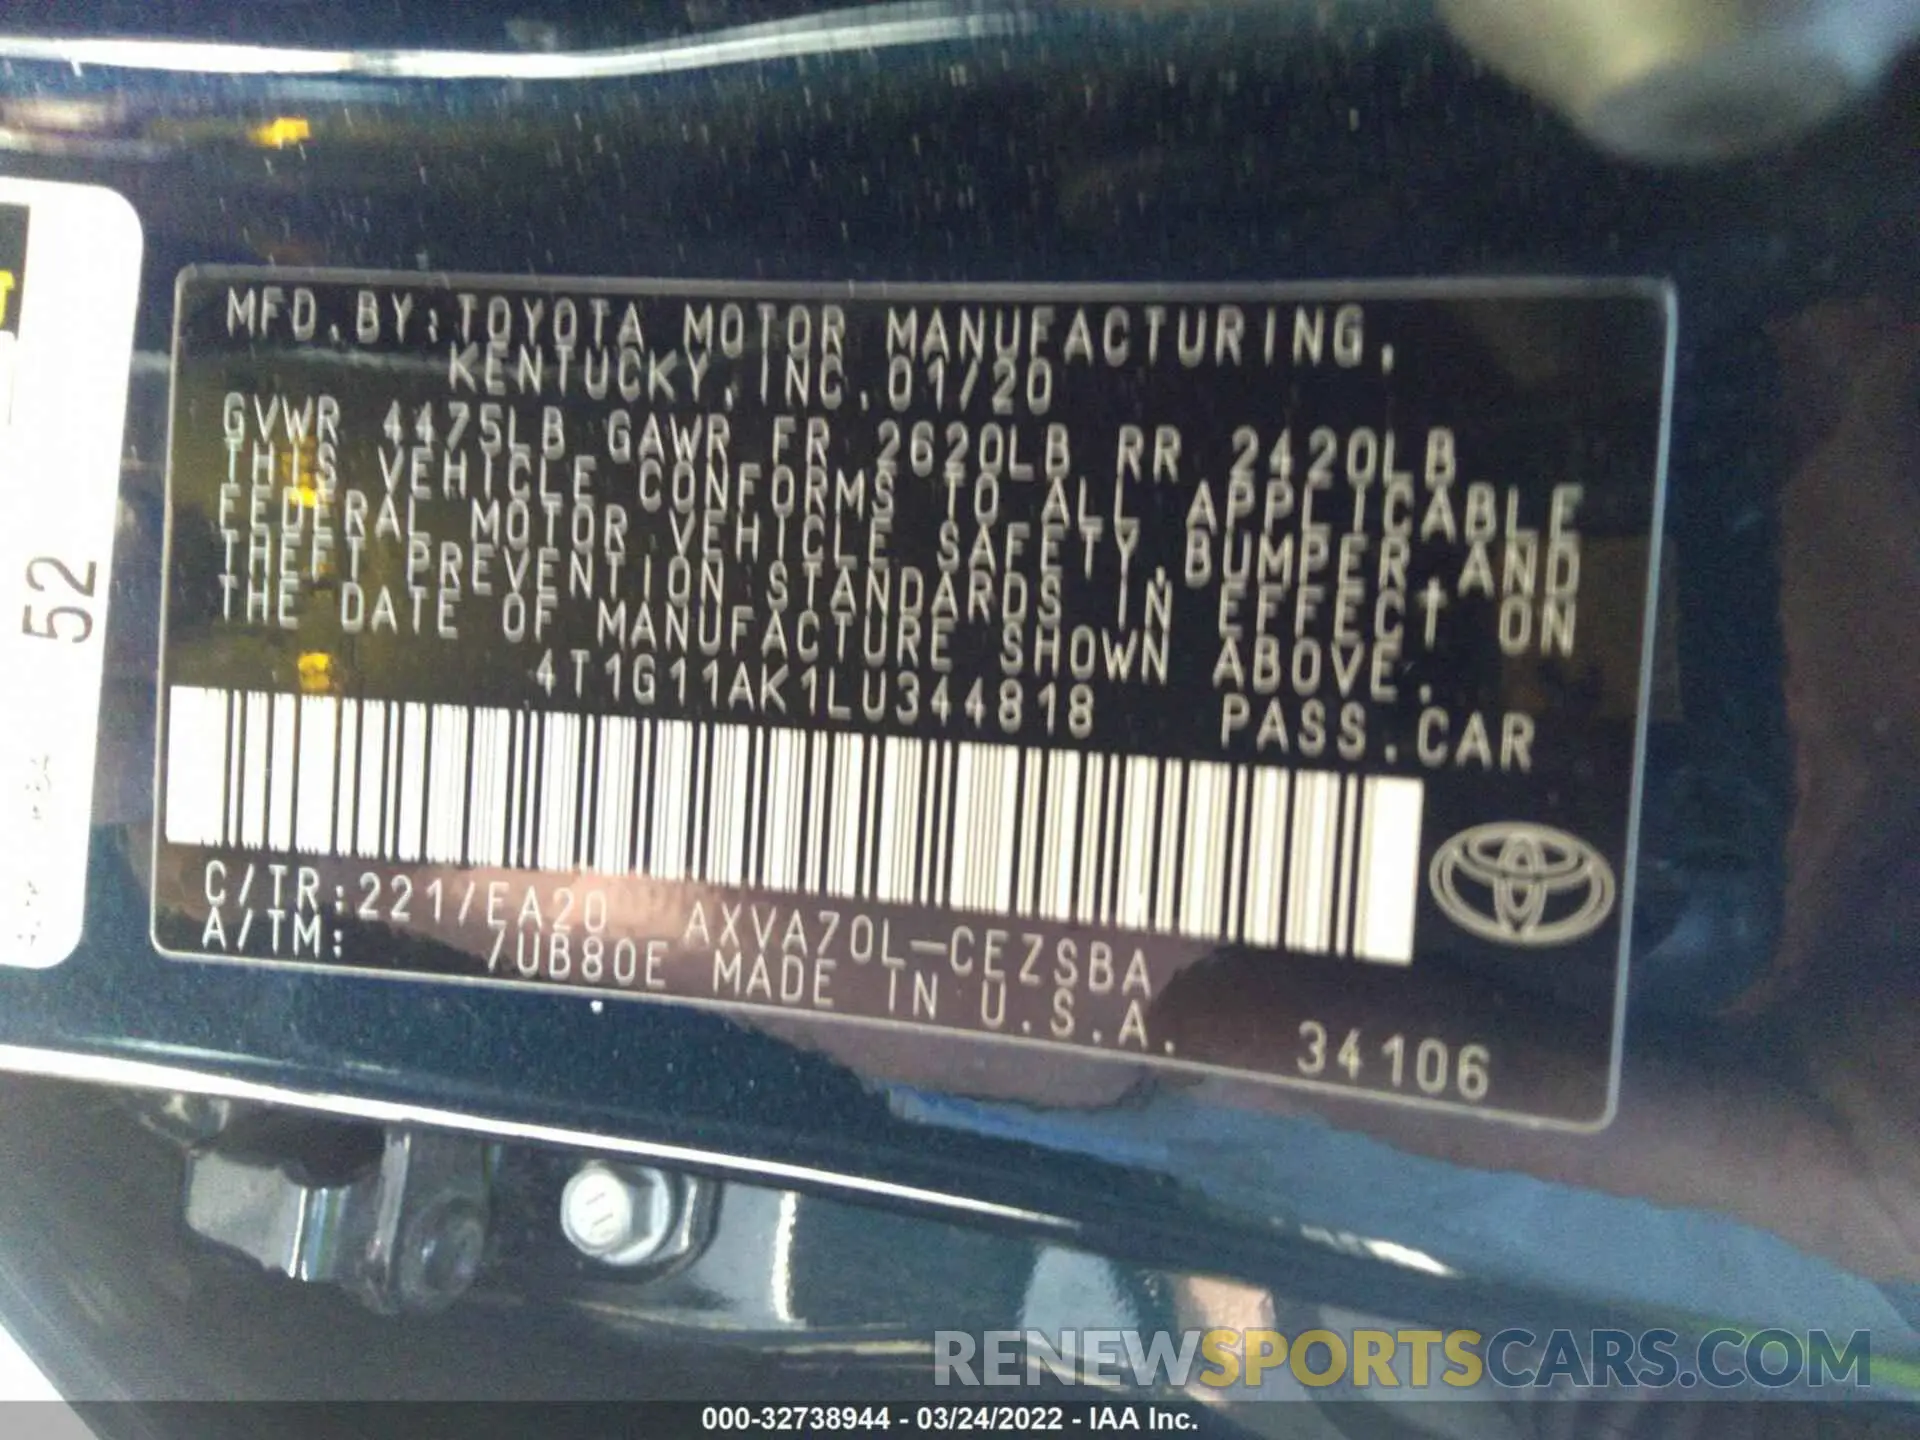 MFD.BY:TOYOTA MOTOR MANUFACTURING,
KENTUCKY, INC. 01/20
GVWR 4475LB GAWR FR 2620LB RR 2420LB
THIS VEHICLE CONFORMS TO ALL APPLICABLE
FEDERAL MOTOR VEHICLE SAFETY, BUMPER, AND
THEFT PREVENTION STANDARDS IN EFFECT ON
THE DATE OF MANUFACTURE SHOWN ABOVE.
4T1G11AK1LU344818 PASS.CAR
C/TR:221/EA20 AXVA70L-CEZSBA
A/TM: 7UB80E MADE IN U.S.A. 34106
52
RENEWSPORTSCARS.COM
000-32738944 - 03/24/2022 - IAA Inc.